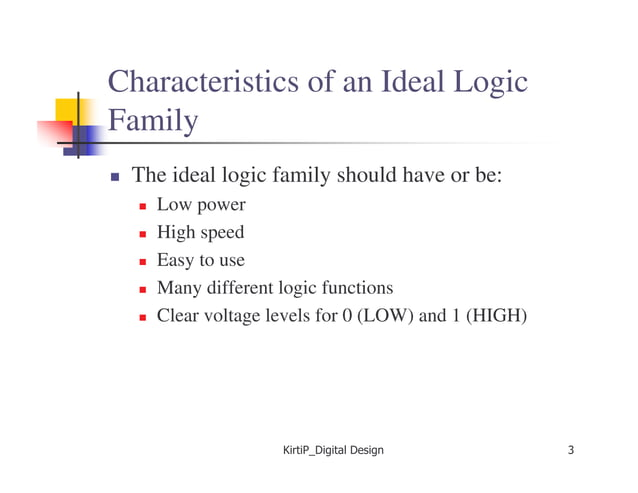 Characteristics of an Ideal Logic
Family
The ideal logic family should have or be:
Low power
High speed
Easy to use
Many different logic functions
Clear voltage levels for 0 (LOW) and 1 (HIGH)
KirtiP_Digital Design
3